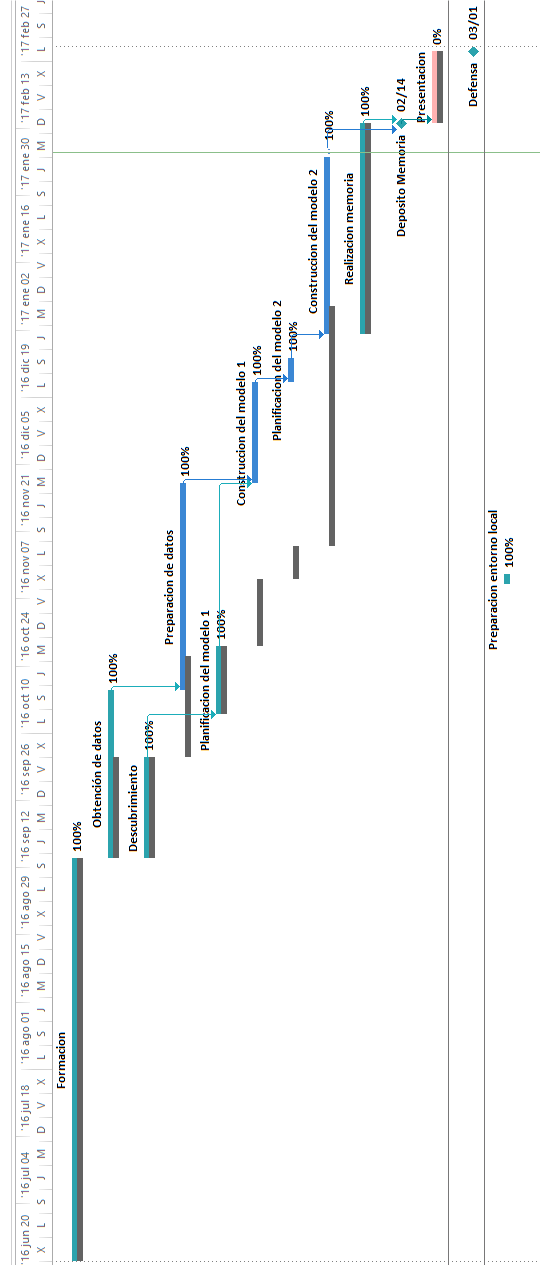 '16 jun 20 '16 jul 04 '16 jul 18 '16 ago 01 '16 ago 15 '16 ago 29 '16 sep 12 '16 sep 26 '16 oct 10 '16 oct 24 '16 nov 07 '16 nov 21 '16 dic 05 '16 dic 19 '17 ene 02 '17 ene 16 '17 ene 30 '17 feb 13 '17 feb 27
X L S J M D V X L S J M D V X L S J M D V X L S J M D V X L S J M D V X L S J M D V X L S J M D V X L S J
Formacion
100%
Obtención de datos
100%
Descubrimiento
100%
Preparacion de datos
100%
Planificacion del modelo 1
100%
Construccion del modelo 1
100%
Planificacion del modelo 2
100%
Construccion del modelo 2
100%
Realizacion memoria
100%
Deposito Memoria 02/14
Presentacion
0%
Defensa 03/01
Preparacion entorno local
100%